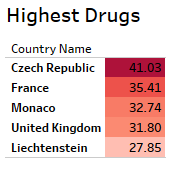 Highest Drugs
Country Name
Czech Republic 41.03
France 35.41
Monaco 32.74
United Kingdom 31.80
Liechtenstein 27.85